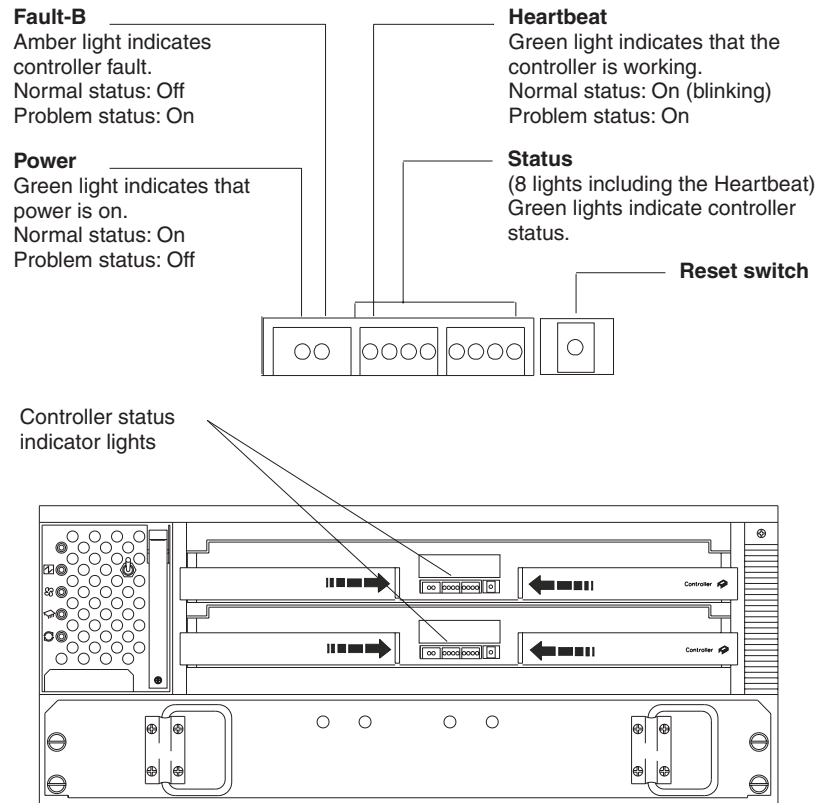 Fault-B
Amber light indicates
controller fault.
Normal status: Off
Problem status: On
Power
Green light indicates that
power is on.
Normal status: On
Problem status: Off
Heartbeat
Green light indicates that the
controller is working.
Normal status: On (blinking)
Problem status: On
Status
(8 lights including the Heartbeat)
Green lights indicate controller
status.
Reset switch
Controller status
indicator lights
Controller
Controller